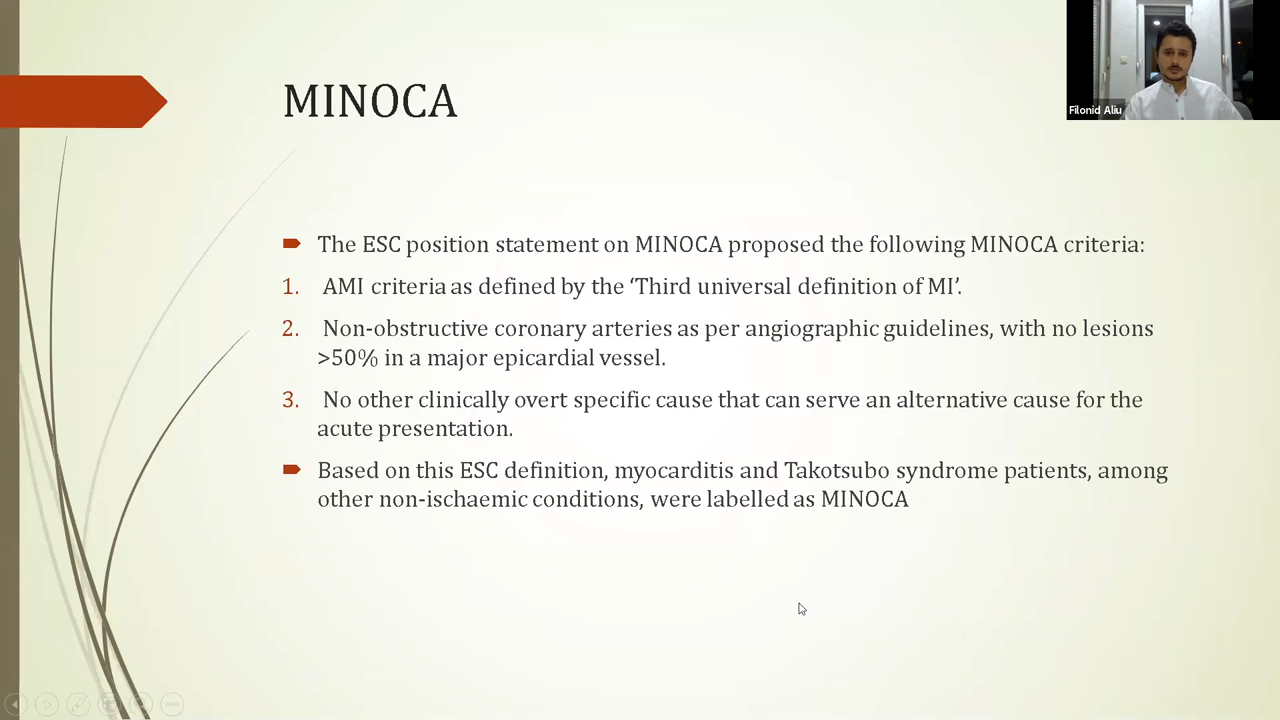 MINOCA
Filonid Aliu
The ESC position statement on MINOCA proposed the following MINOCA criteria:
1. AMI criteria as defined by the ‘Third universal definition of MI’.
2. Non-obstructive coronary arteries as per angiographic guidelines, with no lesions
>50% in a major epicardial vessel.
3. No other clinically overt specific cause that can serve an alternative cause for the
acute presentation.
Based on this ESC definition, myocarditis and Takotsubo syndrome patients, among
other non-ischaemic conditions, were labelled as MINOCA